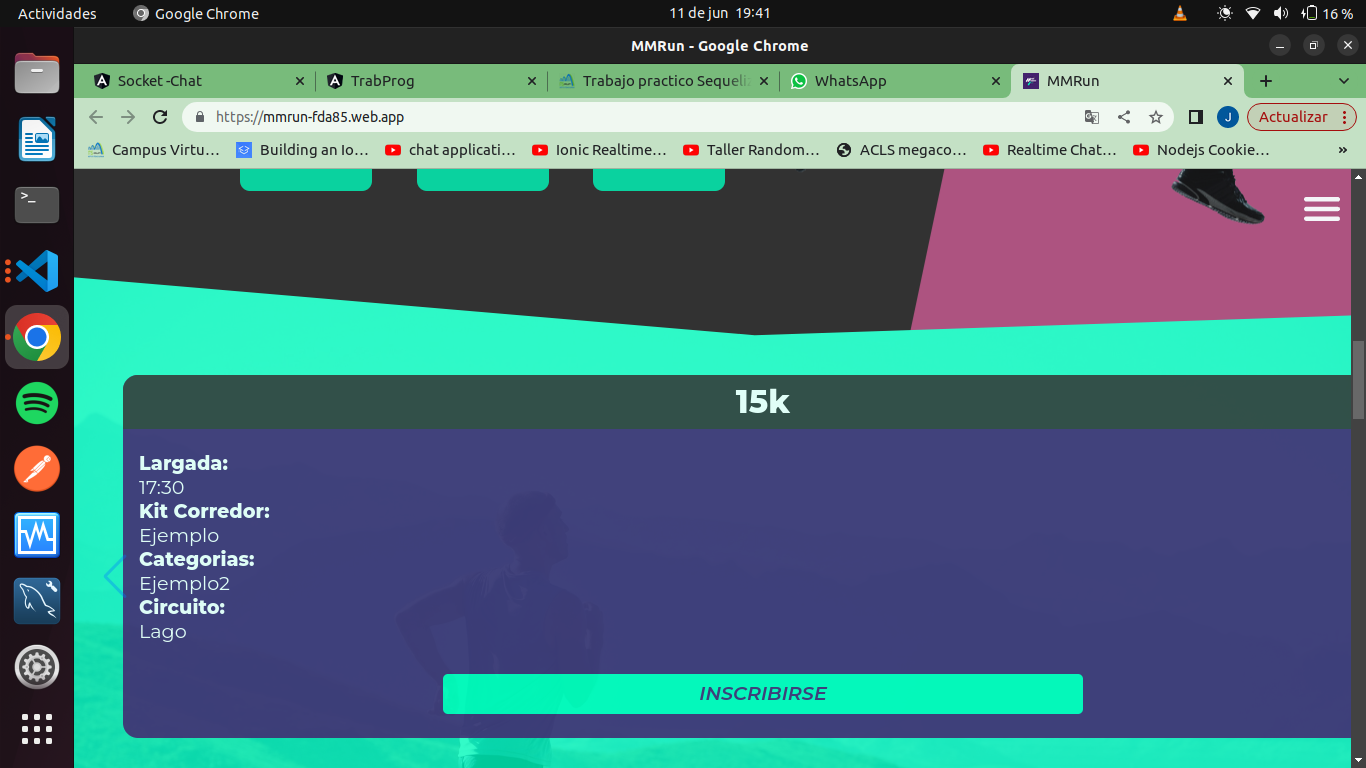 Actividades
Google Chrome
11 de jun 19:41
16 %
MMRun - Google Chrome
Socket -Chat
TrabProg
Trabajo practico Sequeliz
WhatsApp
MMRun
https://mmrun-fda85.web.app
J
Actualizar
Campus Virtu…
Building an Io…
chat applicati…
Ionic Realtime…
Taller Random…
ACLS megaco…
Realtime Chat…
Nodejs Cookie…
»
15k
Largada:
17:30
Kit Corredor:
Ejemplo
Categorias:
Ejemplo2
Circuito:
Lago
INSCRIBIRSE